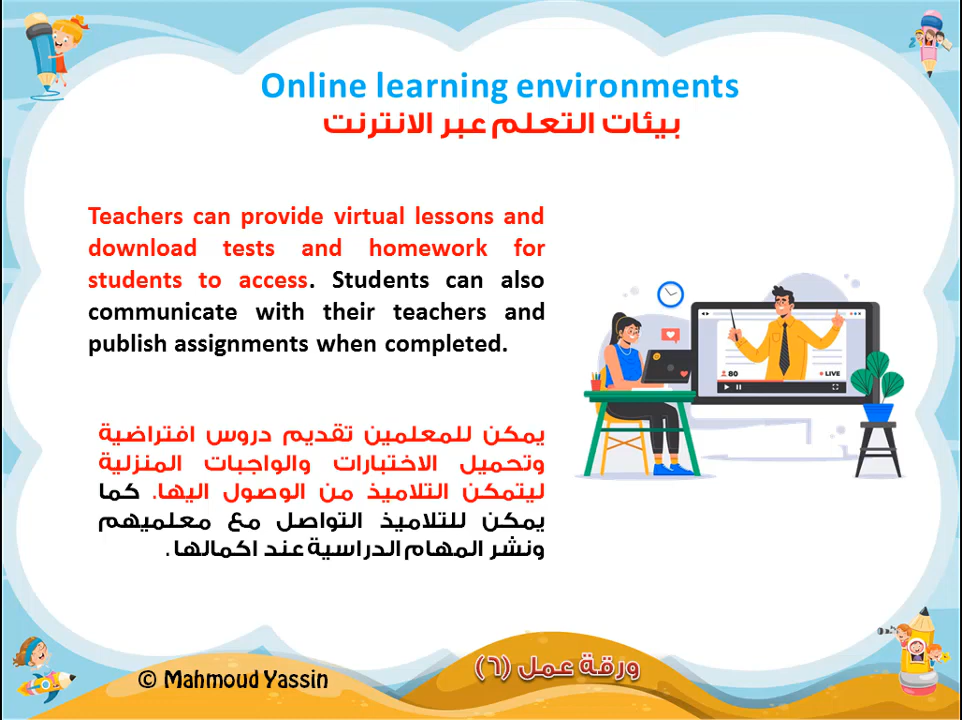 Online learning environments
بيئات التعلم عبر الانترنت
Teachers can provide virtual lessons and
download tests and homework for
students to access. Students can also
communicate with their teachers and
publish assignments when completed.
80
LIVE
يمكن للمعلمين تقديم دروس افتراضية
وتحميل الاختبارات والواجبات المنزلية
ليتمكن التلاميذ من الوصول اليها. كما
يمكن للتلاميذ التواصل مع معلميهم
ونشر المهام الدراسية عند اكمالها.
ورقة عمل (٦)
© Mahmoud Yassin